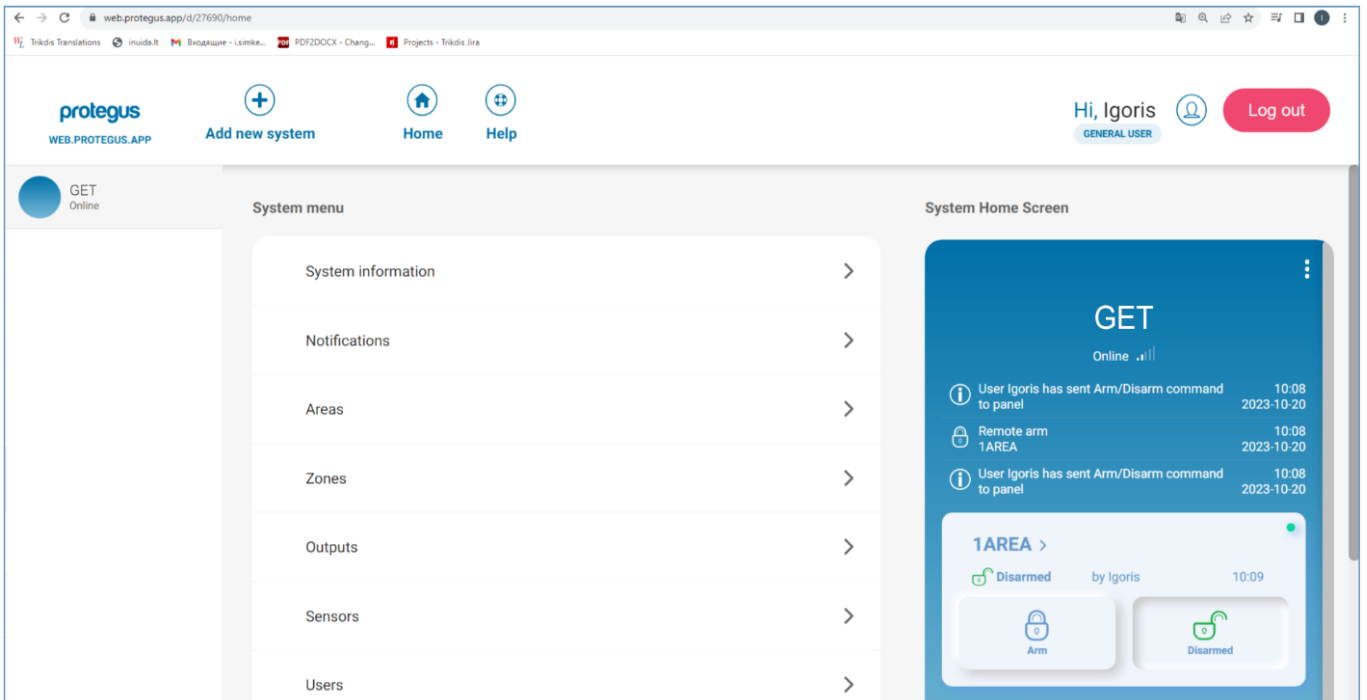 web.protegus.app/d/27690/home
Trikdis Translations inuida.lt Входящие - i.simke... PDF2DOCX - Chang... Projects - Trikdis Jira
protegus
WEB.PROTEGUS.APP
Add new system
Home
Help
Hi, Igoris
GENERAL USER
Log out
GET
Online
System menu
System information
Notifications
Areas
Zones
Outputs
Sensors
Users
System Home Screen
GET
Online
User Igoris has sent Arm/Disarm command 10:08
to panel 2023-10-20
Remote arm 10:08
1AREA 2023-10-20
User Igoris has sent Arm/Disarm command 10:08
to panel 2023-10-20
1AREA >
Disarmed by Igoris 10:09
Arm
Disarmed